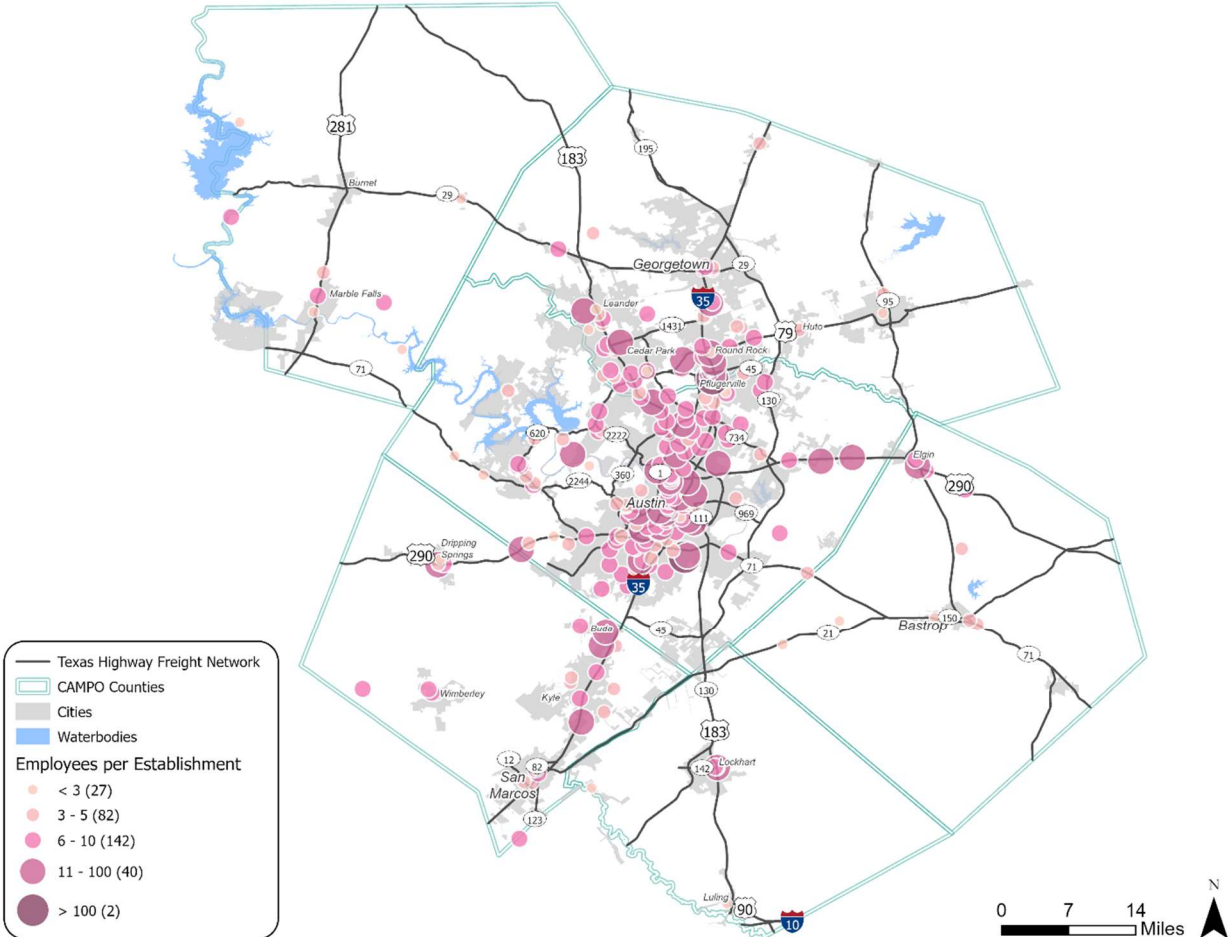 281
183
195
Burnet
29
Georgetown
29
35
Marble Falls
Leander
95
1431
79
Huto
Cedar Park
Round Rock
71
45
Pflugerville
130
620
2222
734
Elgin
360
1
2244
290
Austin
111
969
Dripping
Springs
290
71
35
150
Buda
45
21
Bastrop
71
Kyle
Wimberley
130
183
12
82
San
Marcos
142
Lockhart
123
Luling
90
10
Texas Highway Freight Network
CAMPO Counties
Cities
Waterbodies
Employees per Establishment
< 3 (27)
3 - 5 (82)
6 - 10 (142)
11 - 100 (40)
> 100 (2)
N
0 7 14
Miles